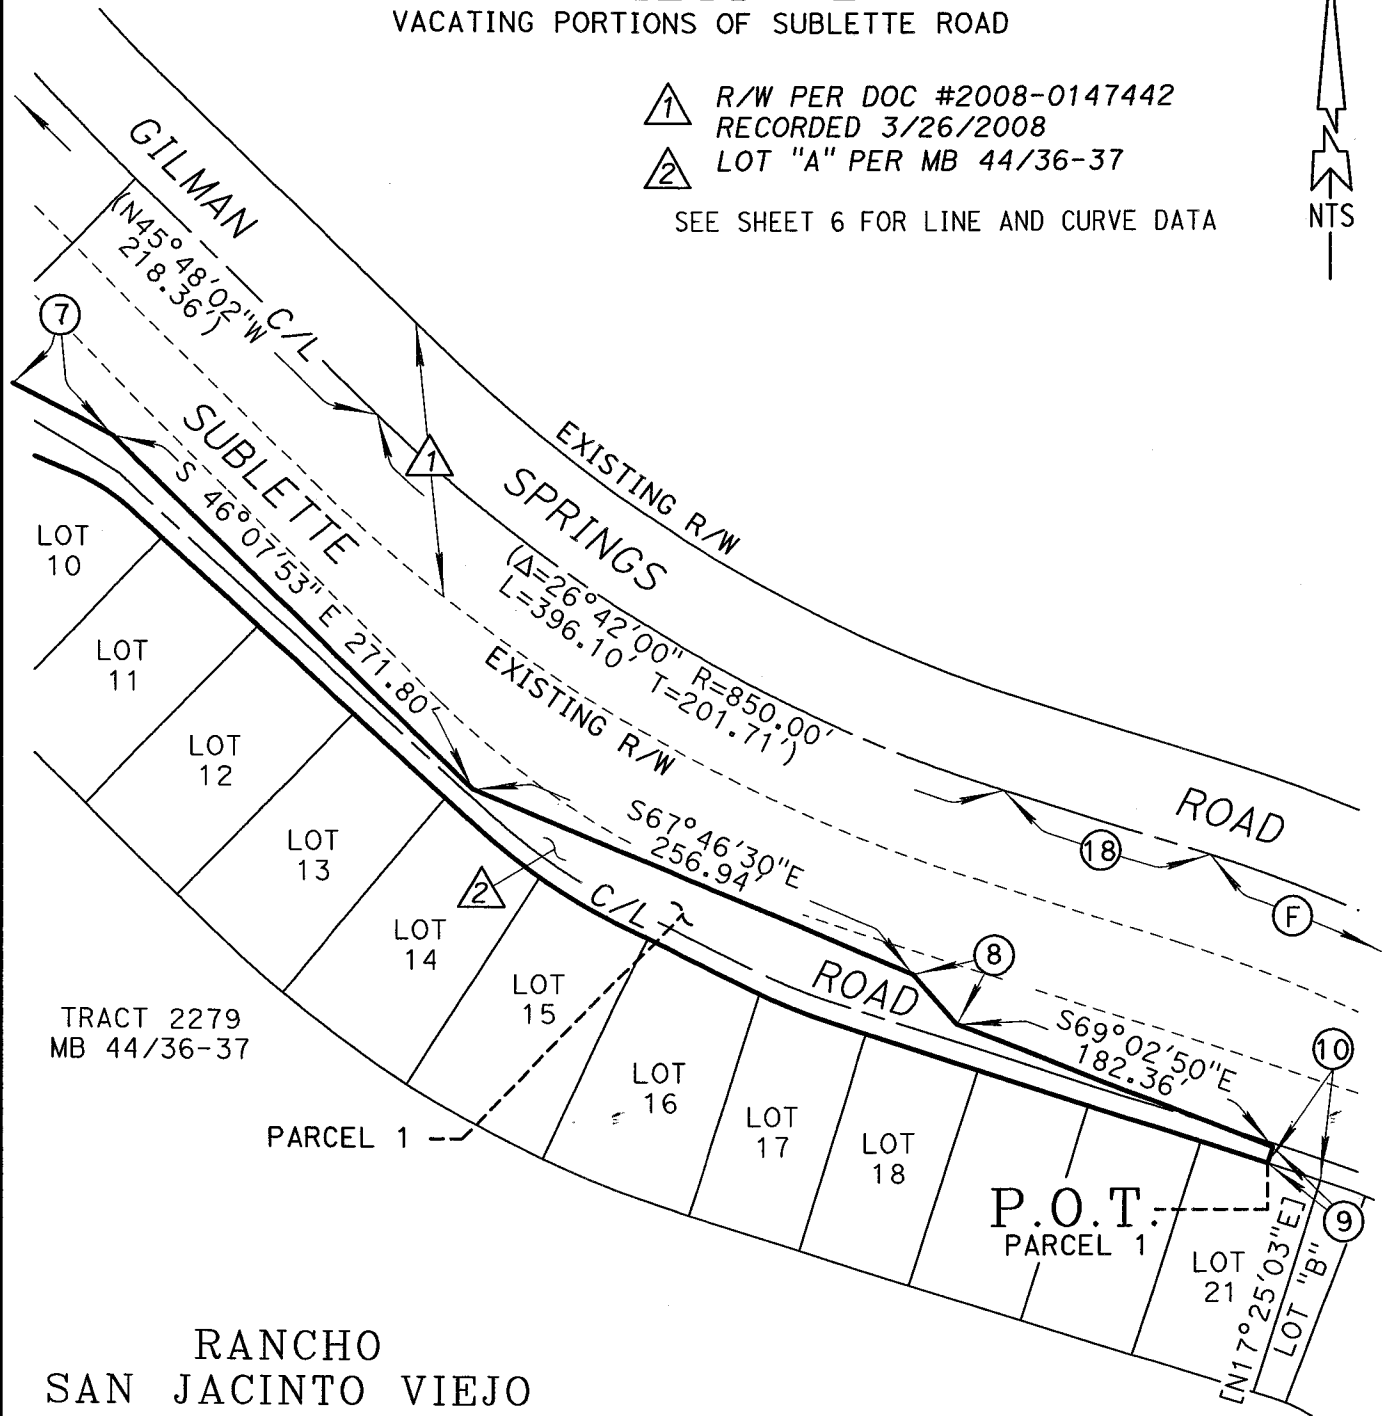 VACATING PORTIONS OF SUBLETTE ROAD
1 R/W PER DOC #2008-0147442
RECORDED 3/26/2008
2 LOT "A" PER MB 44/36-37
SEE SHEET 6 FOR LINE AND CURVE DATA
NTS
GILMAN
(N45°48'02"W
218.36')
C/L
7
SUBLETTE
S 46°07'53" E 271.80'
1
EXISTING R/W
SPRINGS
(Δ=26°42'00" R=850.00'
L=396.10' T=201.71')
EXISTING R/W
LOT
10
LOT
11
LOT
12
LOT
13
LOT
14
LOT
15
LOT
16
LOT
17
LOT
18
LOT
21
S67°46'30"E
256.94'
2
C/L
ROAD
ROAD
18
F
8
S69°02'50"E
182.36'
10
9
TRACT 2279
MB 44/36-37
PARCEL 1
P.O.T.
PARCEL 1
[N17°25'03"E]
LOT "B"
RANCHO
SAN JACINTO VIEJO